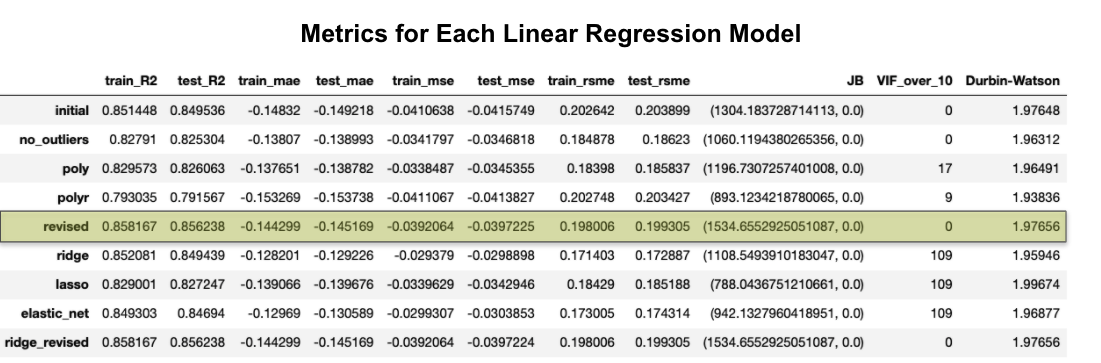 Metrics for Each Linear Regression Model
train_R2 test_R2 train_mae test_mae train_mse test_mse train_rsme test_rsme JB VIF_over_10 Durbin-Watson
initial 0.851448 0.849536 -0.14832 -0.149218 -0.0410638 -0.0415749 0.202642 0.203899 (1304.183728714113, 0.0) 0 1.97648
no_outliers 0.82791 0.825304 -0.13807 -0.138993 -0.0341797 -0.0346818 0.184878 0.18623 (1060.1194380265356, 0.0) 0 1.96312
poly 0.829573 0.826063 -0.137651 -0.138782 -0.0338487 -0.0345355 0.18398 0.185837 (1196.7307257401008, 0.0) 17 1.96491
polyr 0.793035 0.791567 -0.153269 -0.153738 -0.0411067 -0.0413827 0.202748 0.203427 (893.1234218780065, 0.0) 9 1.93836
revised 0.858167 0.856238 -0.144299 -0.145169 -0.0392064 -0.0397225 0.198006 0.199305 (1534.6552925051087, 0.0) 0 1.97656
ridge 0.852081 0.849439 -0.128201 -0.129226 -0.029379 -0.0298898 0.171403 0.172887 (1108.5493910183047, 0.0) 109 1.95946
lasso 0.829001 0.827247 -0.139066 -0.139676 -0.0339629 -0.0342946 0.18429 0.185188 (788.0436751210661, 0.0) 109 1.99674
elastic_net 0.849303 0.84694 -0.12969 -0.130589 -0.0299307 -0.0303853 0.173005 0.174314 (942.1327960418951, 0.0) 109 1.96877
ridge_revised 0.858167 0.856238 -0.144299 -0.145169 -0.0392064 -0.0397224 0.198006 0.199305 (1534.6552925051087, 0.0) 0 1.97656